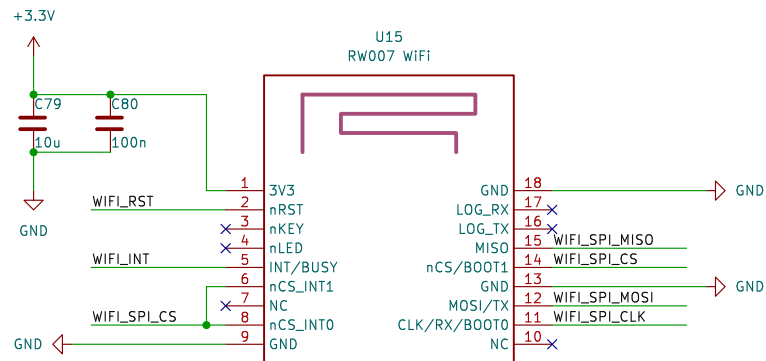 +3.3V
U15
RW007 WiFi
C79
C80
10u
100n
GND
1
3V3
GND
18
GND
WIFI_RST
2
nRST
LOG_RX
17
3
nKEY
LOG_TX
16
4
nLED
MISO
15
WIFI_SPI_MISO
WIFI_INT
5
INT/BUSY
nCS/BOOT1
14
WIFI_SPI_CS
6
nCS_INT1
GND
13
GND
7
NC
MOSI/TX
12
WIFI_SPI_MOSI
WIFI_SPI_CS
8
nCS_INT0
CLK/RX/BOOT0
11
WIFI_SPI_CLK
GND
9
GND
NC
10